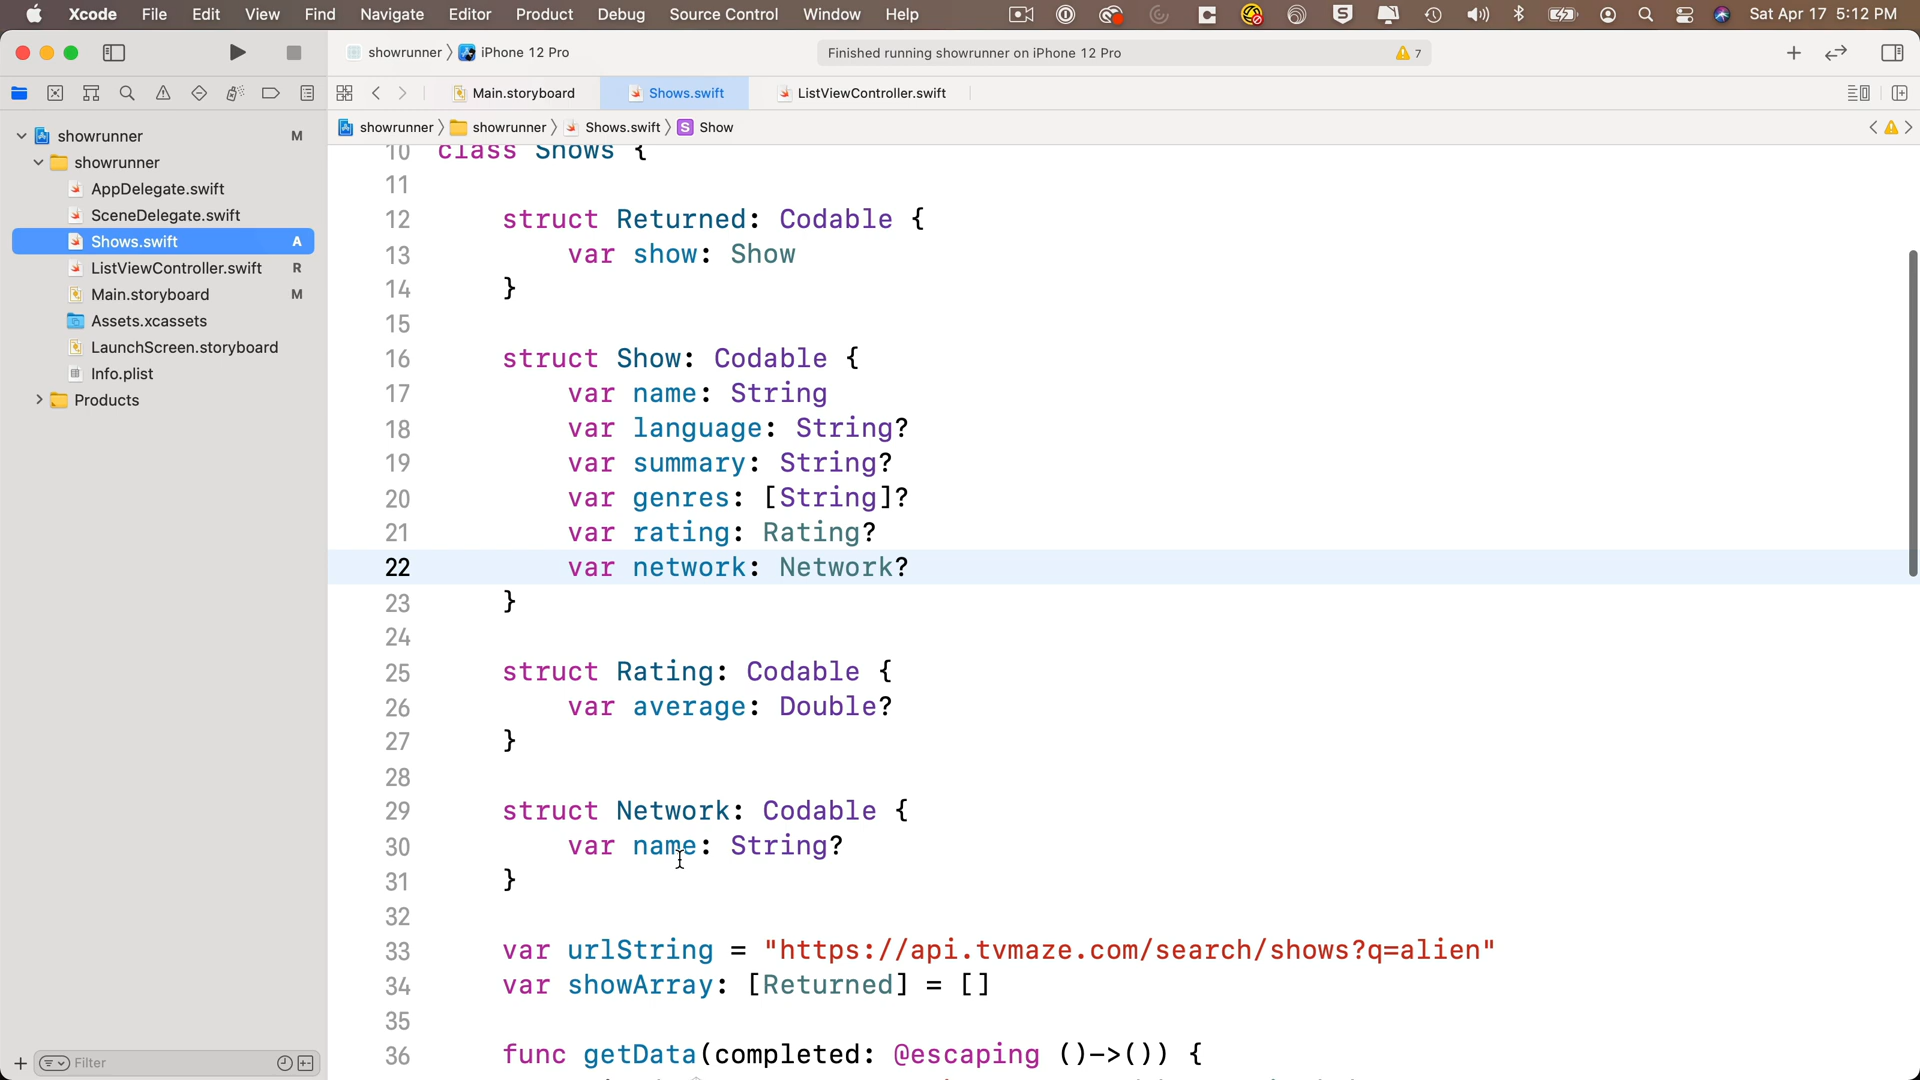 Xcode File Edit View Find Navigate Editor Product Debug Source Control Window Help Sat Apr 17 5:12 PM
showrunner iPhone 12 Pro Finished running showrunner on iPhone 12 Pro 7
Main.storyboard Shows.swift ListViewController.swift
showrunner showrunner Shows.swift S Show
showrunner M
showrunner
AppDelegate.swift
SceneDelegate.swift
Shows.swift A
ListViewController.swift R
Main.storyboard M
Assets.xcassets
LaunchScreen.storyboard
Info.plist
Products
Filter
10 class Shows {
11
12 struct Returned: Codable {
13 var show: Show
14 }
15
16 struct Show: Codable {
17 var name: String
18 var language: String?
19 var summary: String?
20 var genres: [String]?
21 var rating: Rating?
22 var network: Network?
23 }
24
25 struct Rating: Codable {
26 var average: Double?
27 }
28
29 struct Network: Codable {
30 var name: String?
31 }
32
33 var urlString = "https://api.tvmaze.com/search/shows?q=alien"
34 var showArray: [Returned] = []
35
36 func getData(completed: @escaping ()->()) {